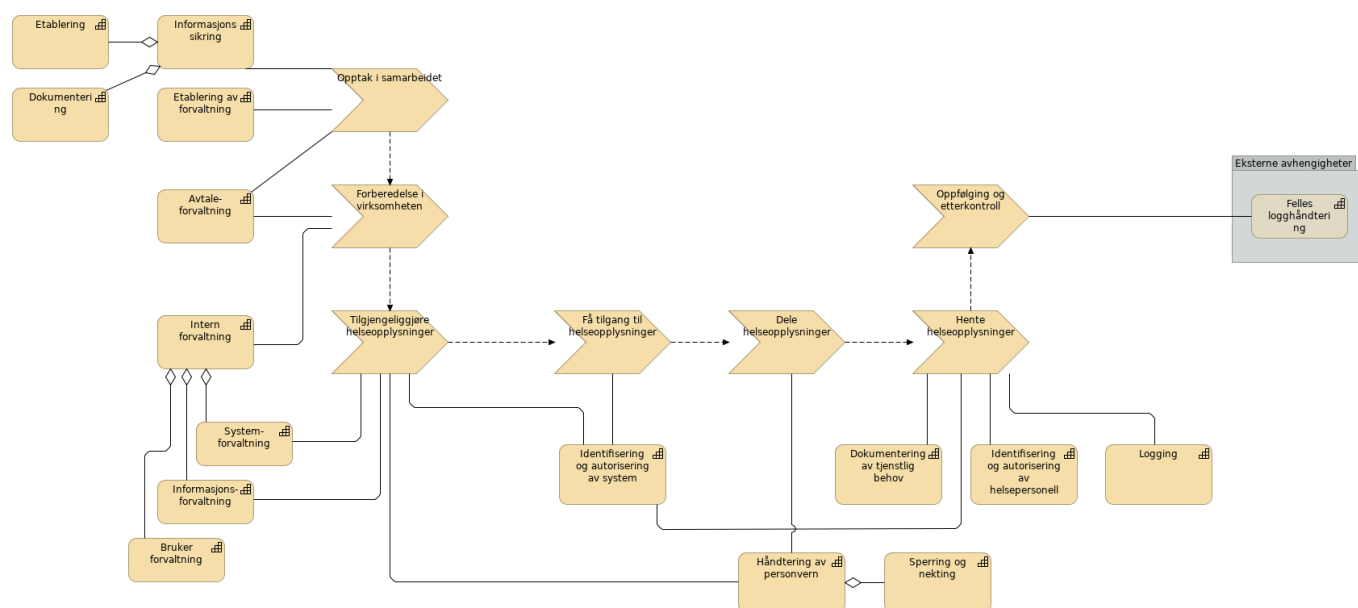 Etablering
Informasjons
sikring
Opptak i samarbeidet
Dokumenteri
ng
Etablering av
forvaltning
Eksterne avhengigheter
Avtale-
forvaltning
Forberedelse i
virksomheten
Oppfølging og
etterkontroll
Felles
logghåndteri
ng
Intern
forvaltning
Tilgjengeliggjøre
helseopplysninger
Få tilgang til
helseopplysninger
Dele
helseopplysninger
Hente
helseopplysninger
System-
forvaltning
Identifisering
og autorisering
av system
Dokumentering
av tjenstlig
behov
Identifisering
og autorisering
av
helsepersonell
Logging
Informasjons-
forvaltning
Bruker
forvaltning
Håndtering av
personvern
Sperring og
nekting